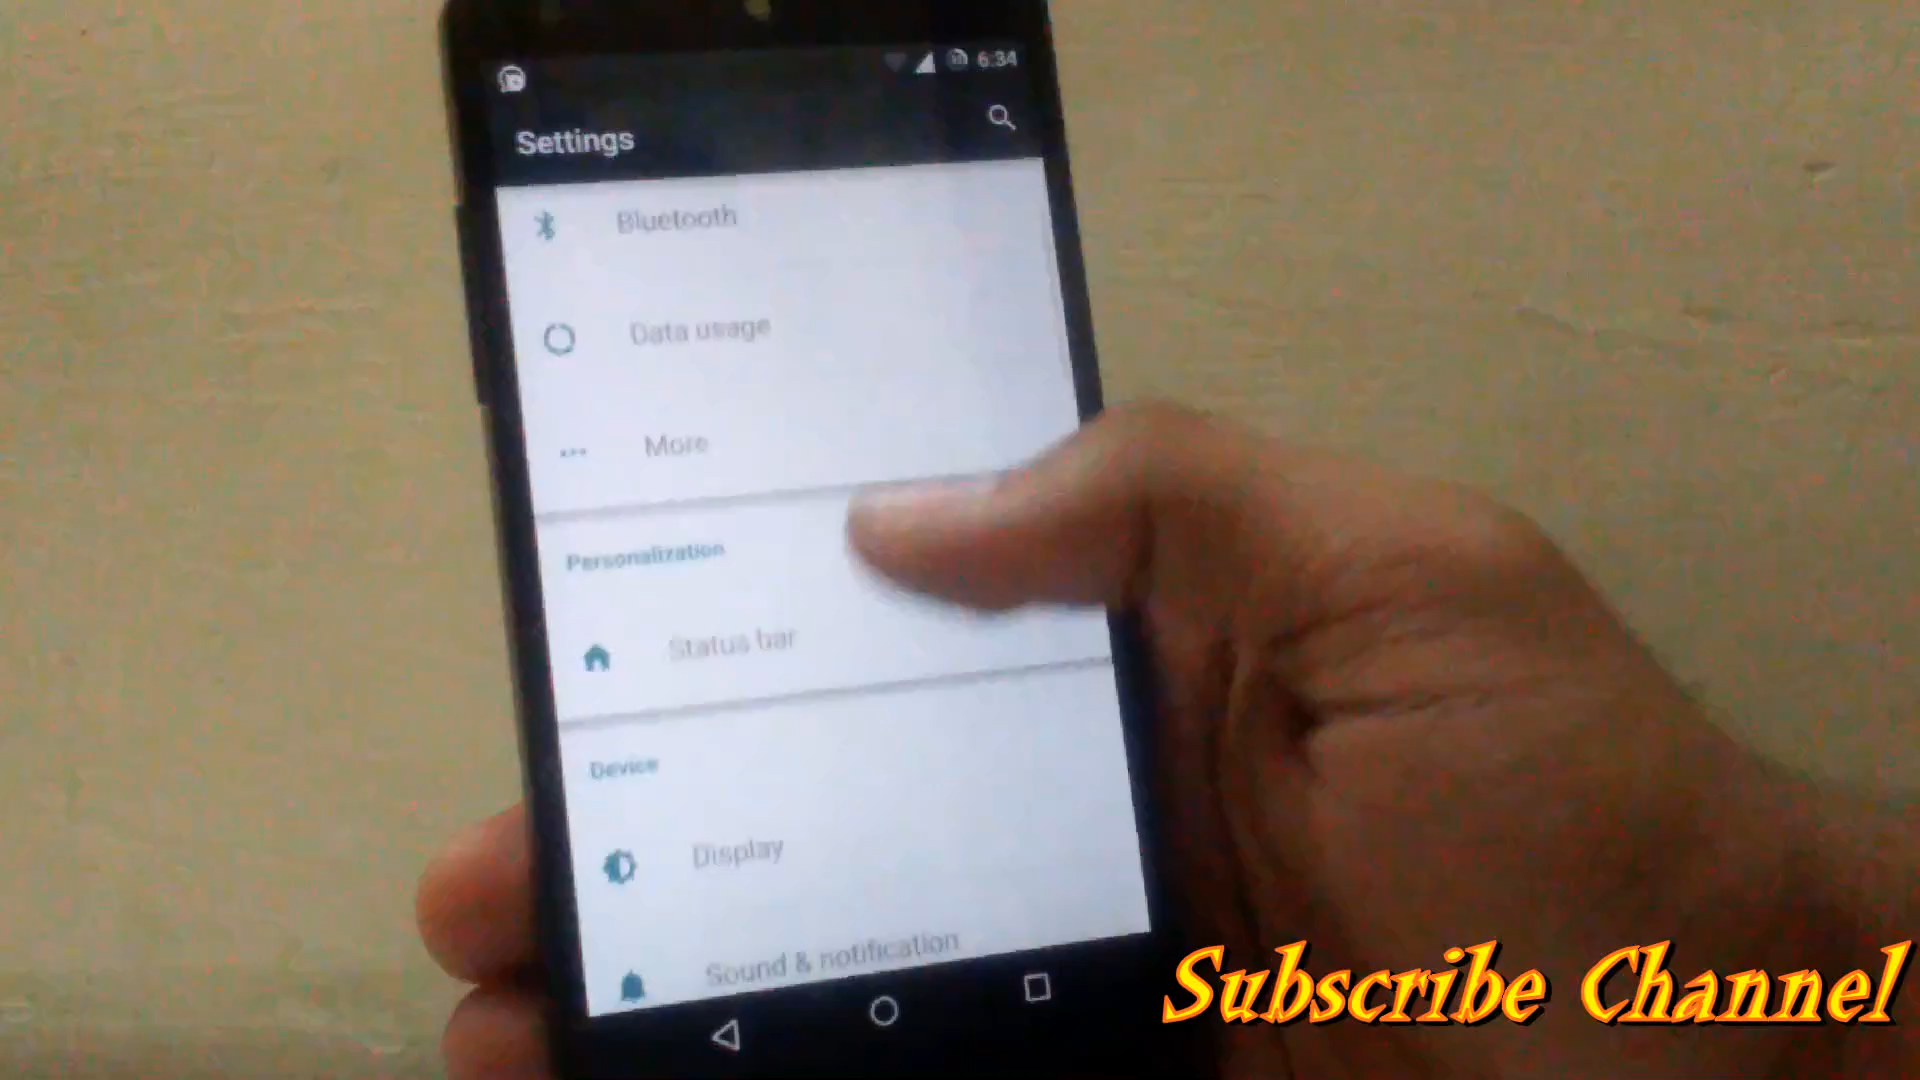 6:34
Settings
Bluetooth
Data usage
More
Personalization
Status bar
Device
Display
Sound & notification
Subscribe Channel